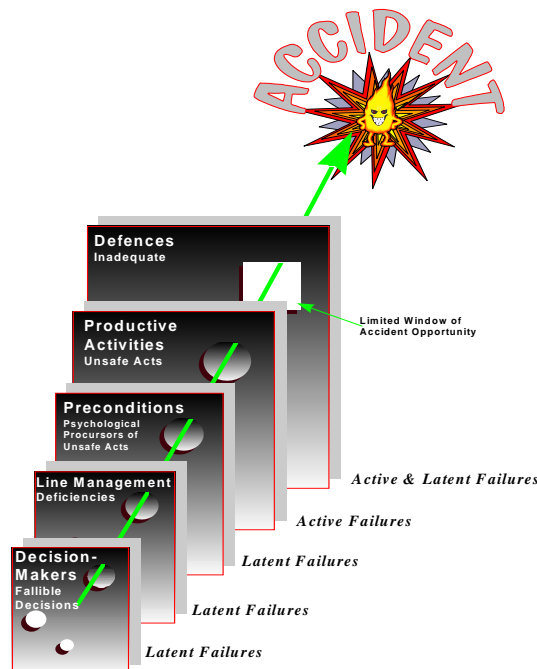 ACCIDENT
Defences
Inadequate
Limited Window of
Accident Opportunity
Productive
Activities
Unsafe Acts
Preconditions
Psychological
Procursors of
Unsafe Acts
Active & Latent Failures
Line Management
Deficiencies
Active Failures
Decision-
Makers
Fallible
Decisions
Latent Failures
Latent Failures
Latent Failures